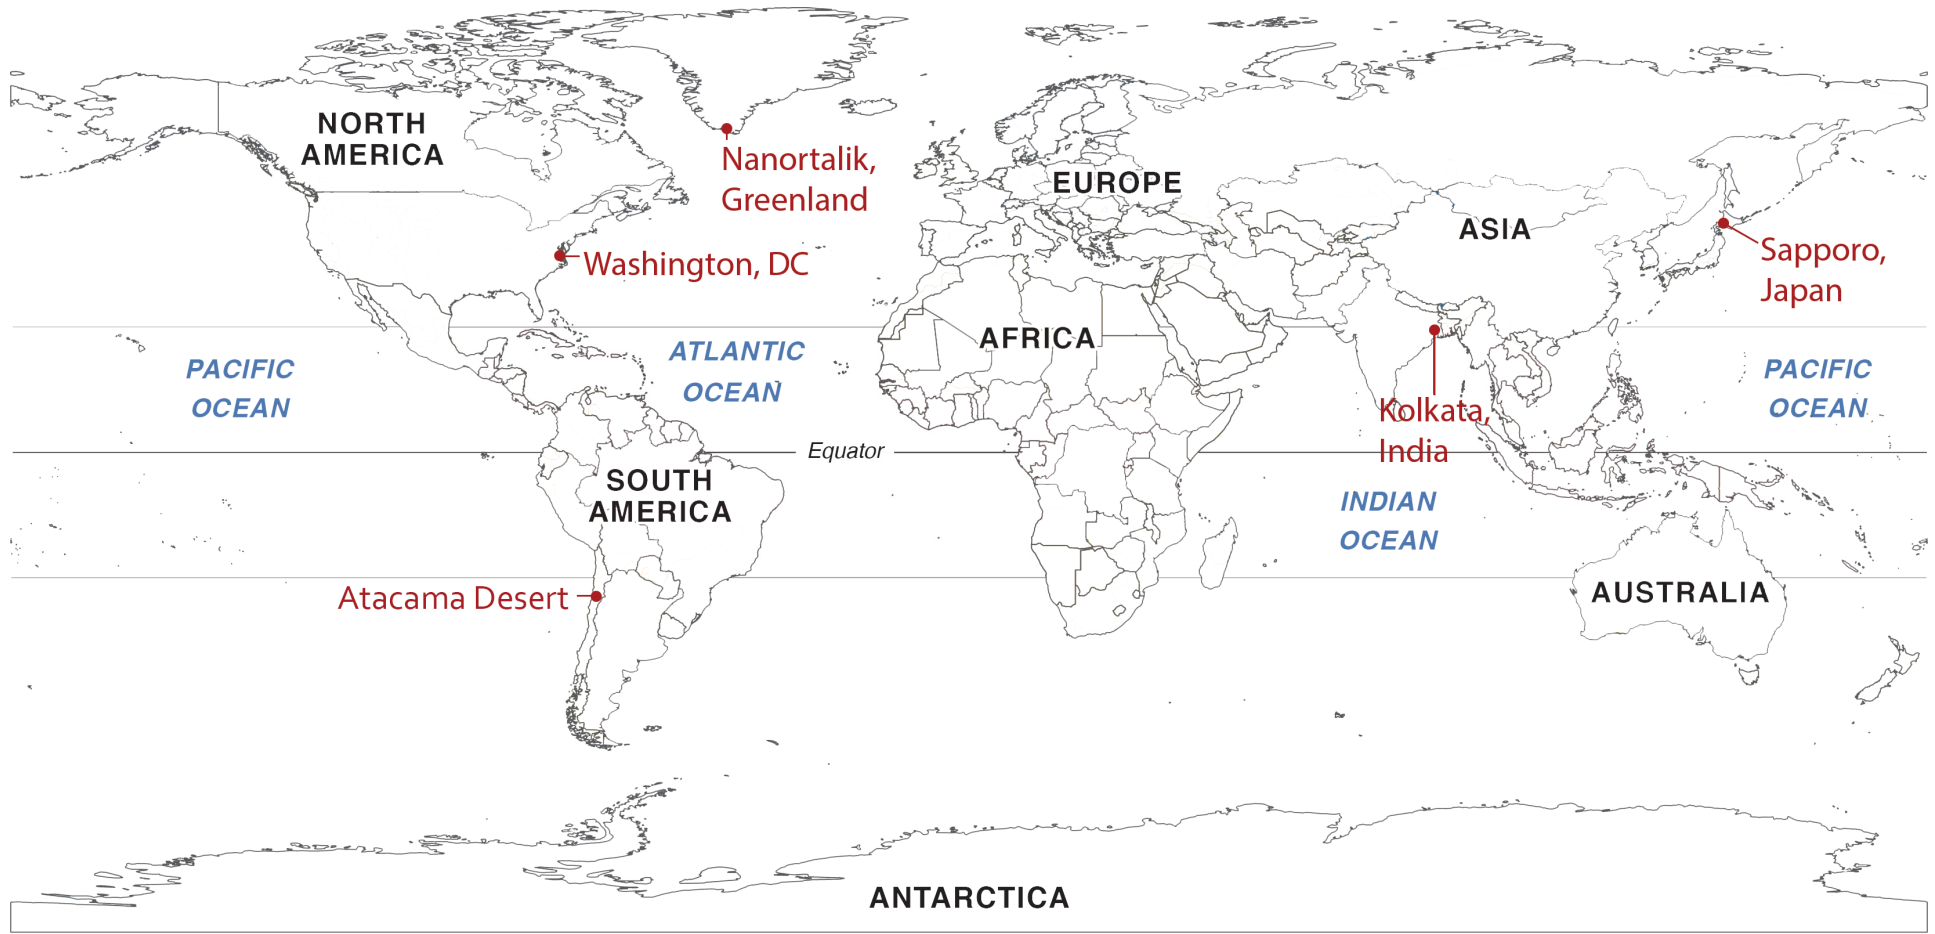 NORTH
AMERICA
Nanortalik,
Greenland
EUROPE
ASIA
Washington, DC
Sapporo,
Japan
AFRICA
ATLANTIC
OCEAN
PACIFIC
OCEAN
PACIFIC
OCEAN
Kolkata,
India
Equator
SOUTH
AMERICA
INDIAN
OCEAN
Atacama Desert
AUSTRALIA
ANTARCTICA